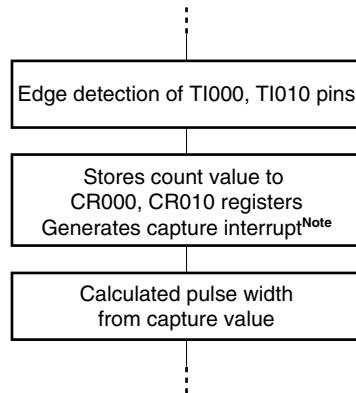 Edge detection of TI000, TI010 pins
Stores count value to
CR000, CR010 registers
Generates capture interruptNote
Calculated pulse width
from capture value